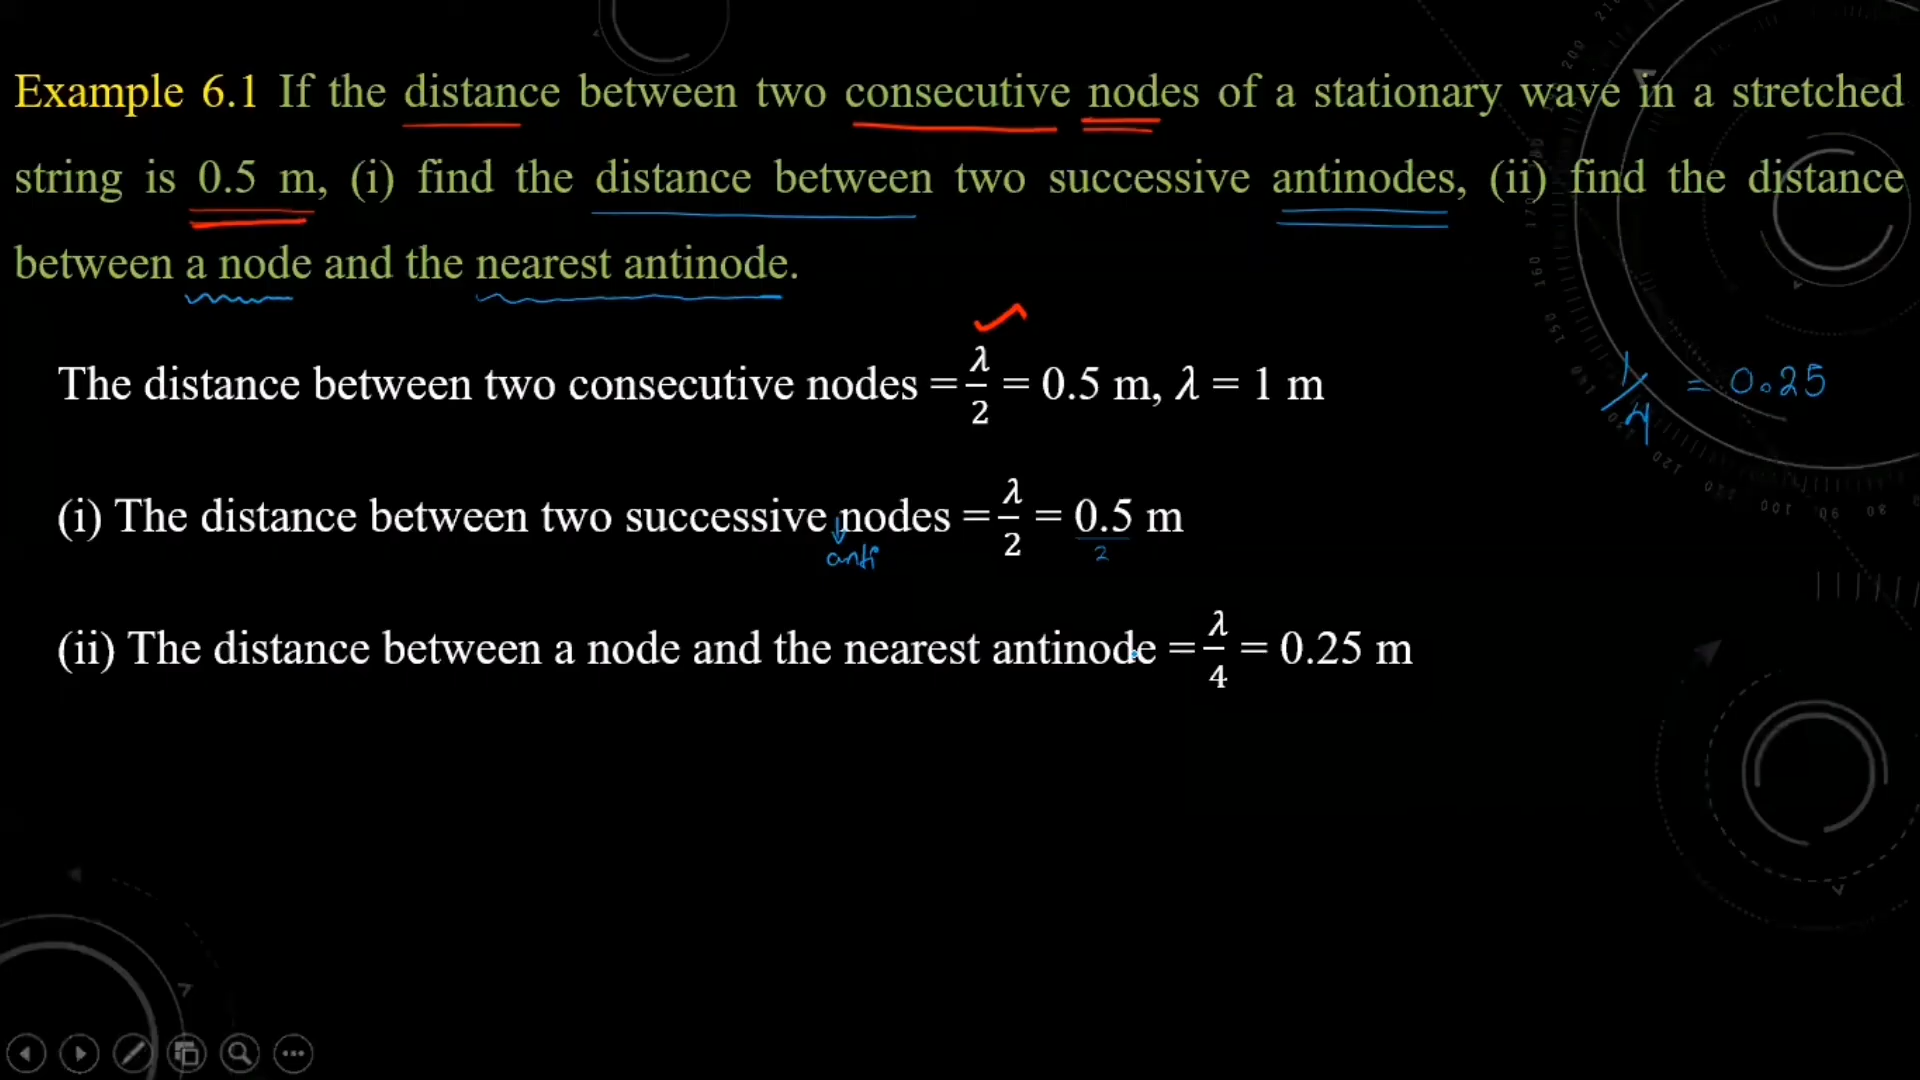 Example 6.1 If the distance between two consecutive nodes of a stationary wave in a stretched
string is 0.5 m, (i) find the distance between two successive antinodes, (ii) find the distance
between a node and the nearest antinode.
The distance between two consecutive nodes = λ/2 = 0.5 m, λ = 1 m
1/4 = 0.25
(i) The distance between two successive nodes = λ/2 = 0.5 m
anti
2
(ii) The distance between a node and the nearest antinode = λ/4 = 0.25 m